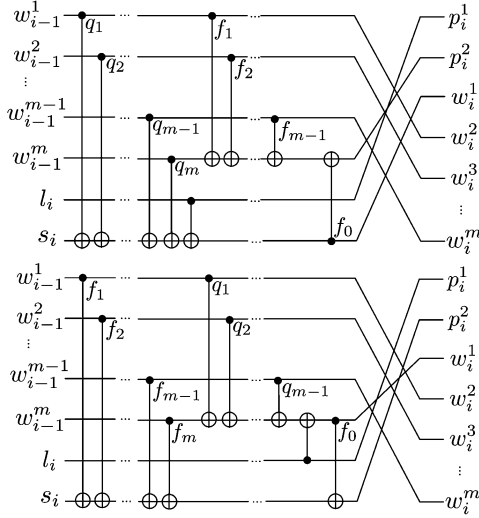 w_{i-1}^1 q_1 ... f_1 ... p_i^1
w_{i-1}^2 q_2 ... f_2 ... p_i^2
⋮ w_i^1
w_{i-1}^{m-1} ... q_{m-1} f_{m-1} ... w_i^2
w_{i-1}^m ... q_m ... w_i^3
l_i ... ... ⋮
s_i ... ... f_0 w_i^m
w_{i-1}^1 f_1 ... q_1 ... p_i^1
w_{i-1}^2 f_2 ... q_2 ... p_i^2
⋮ w_i^1
w_{i-1}^{m-1} ... f_{m-1} q_{m-1} ... w_i^2
w_{i-1}^m ... f_m ... f_0 w_i^3
l_i ... ... ⋮
s_i ... ... w_i^m